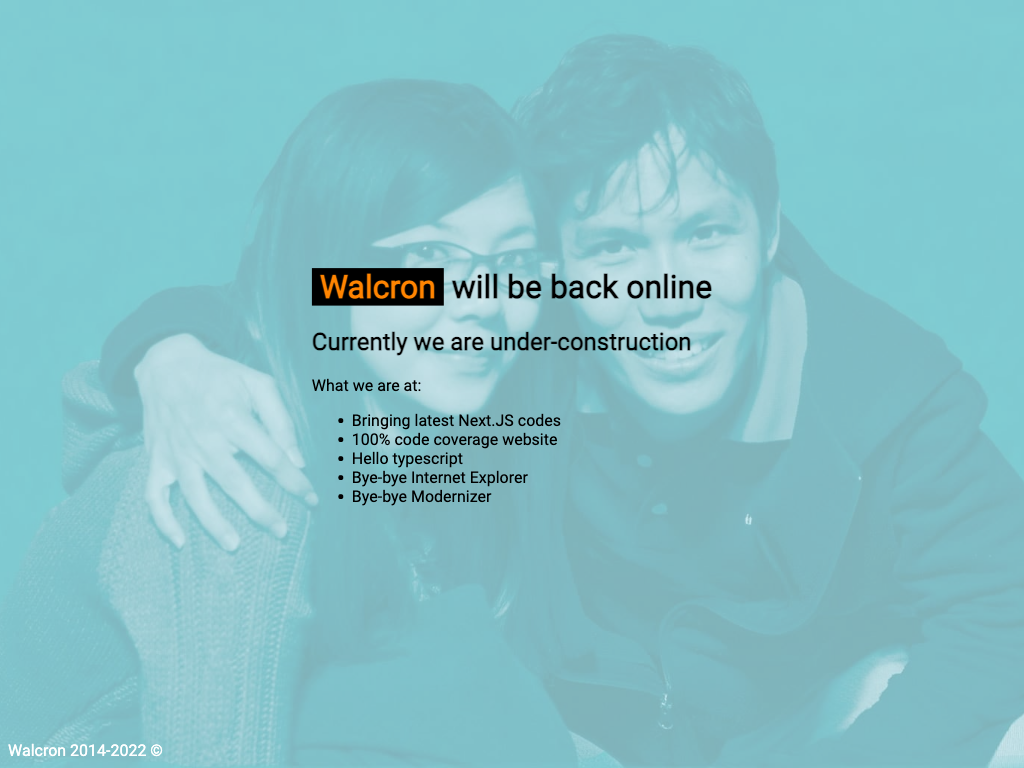 Walcron will be back online
Currently we are under-construction
What we are at:
• Bringing latest Next.JS codes
• 100% code coverage website
• Hello typescript
• Bye-bye Internet Explorer
• Bye-bye Modernizer
Walcron 2014-2022 ©